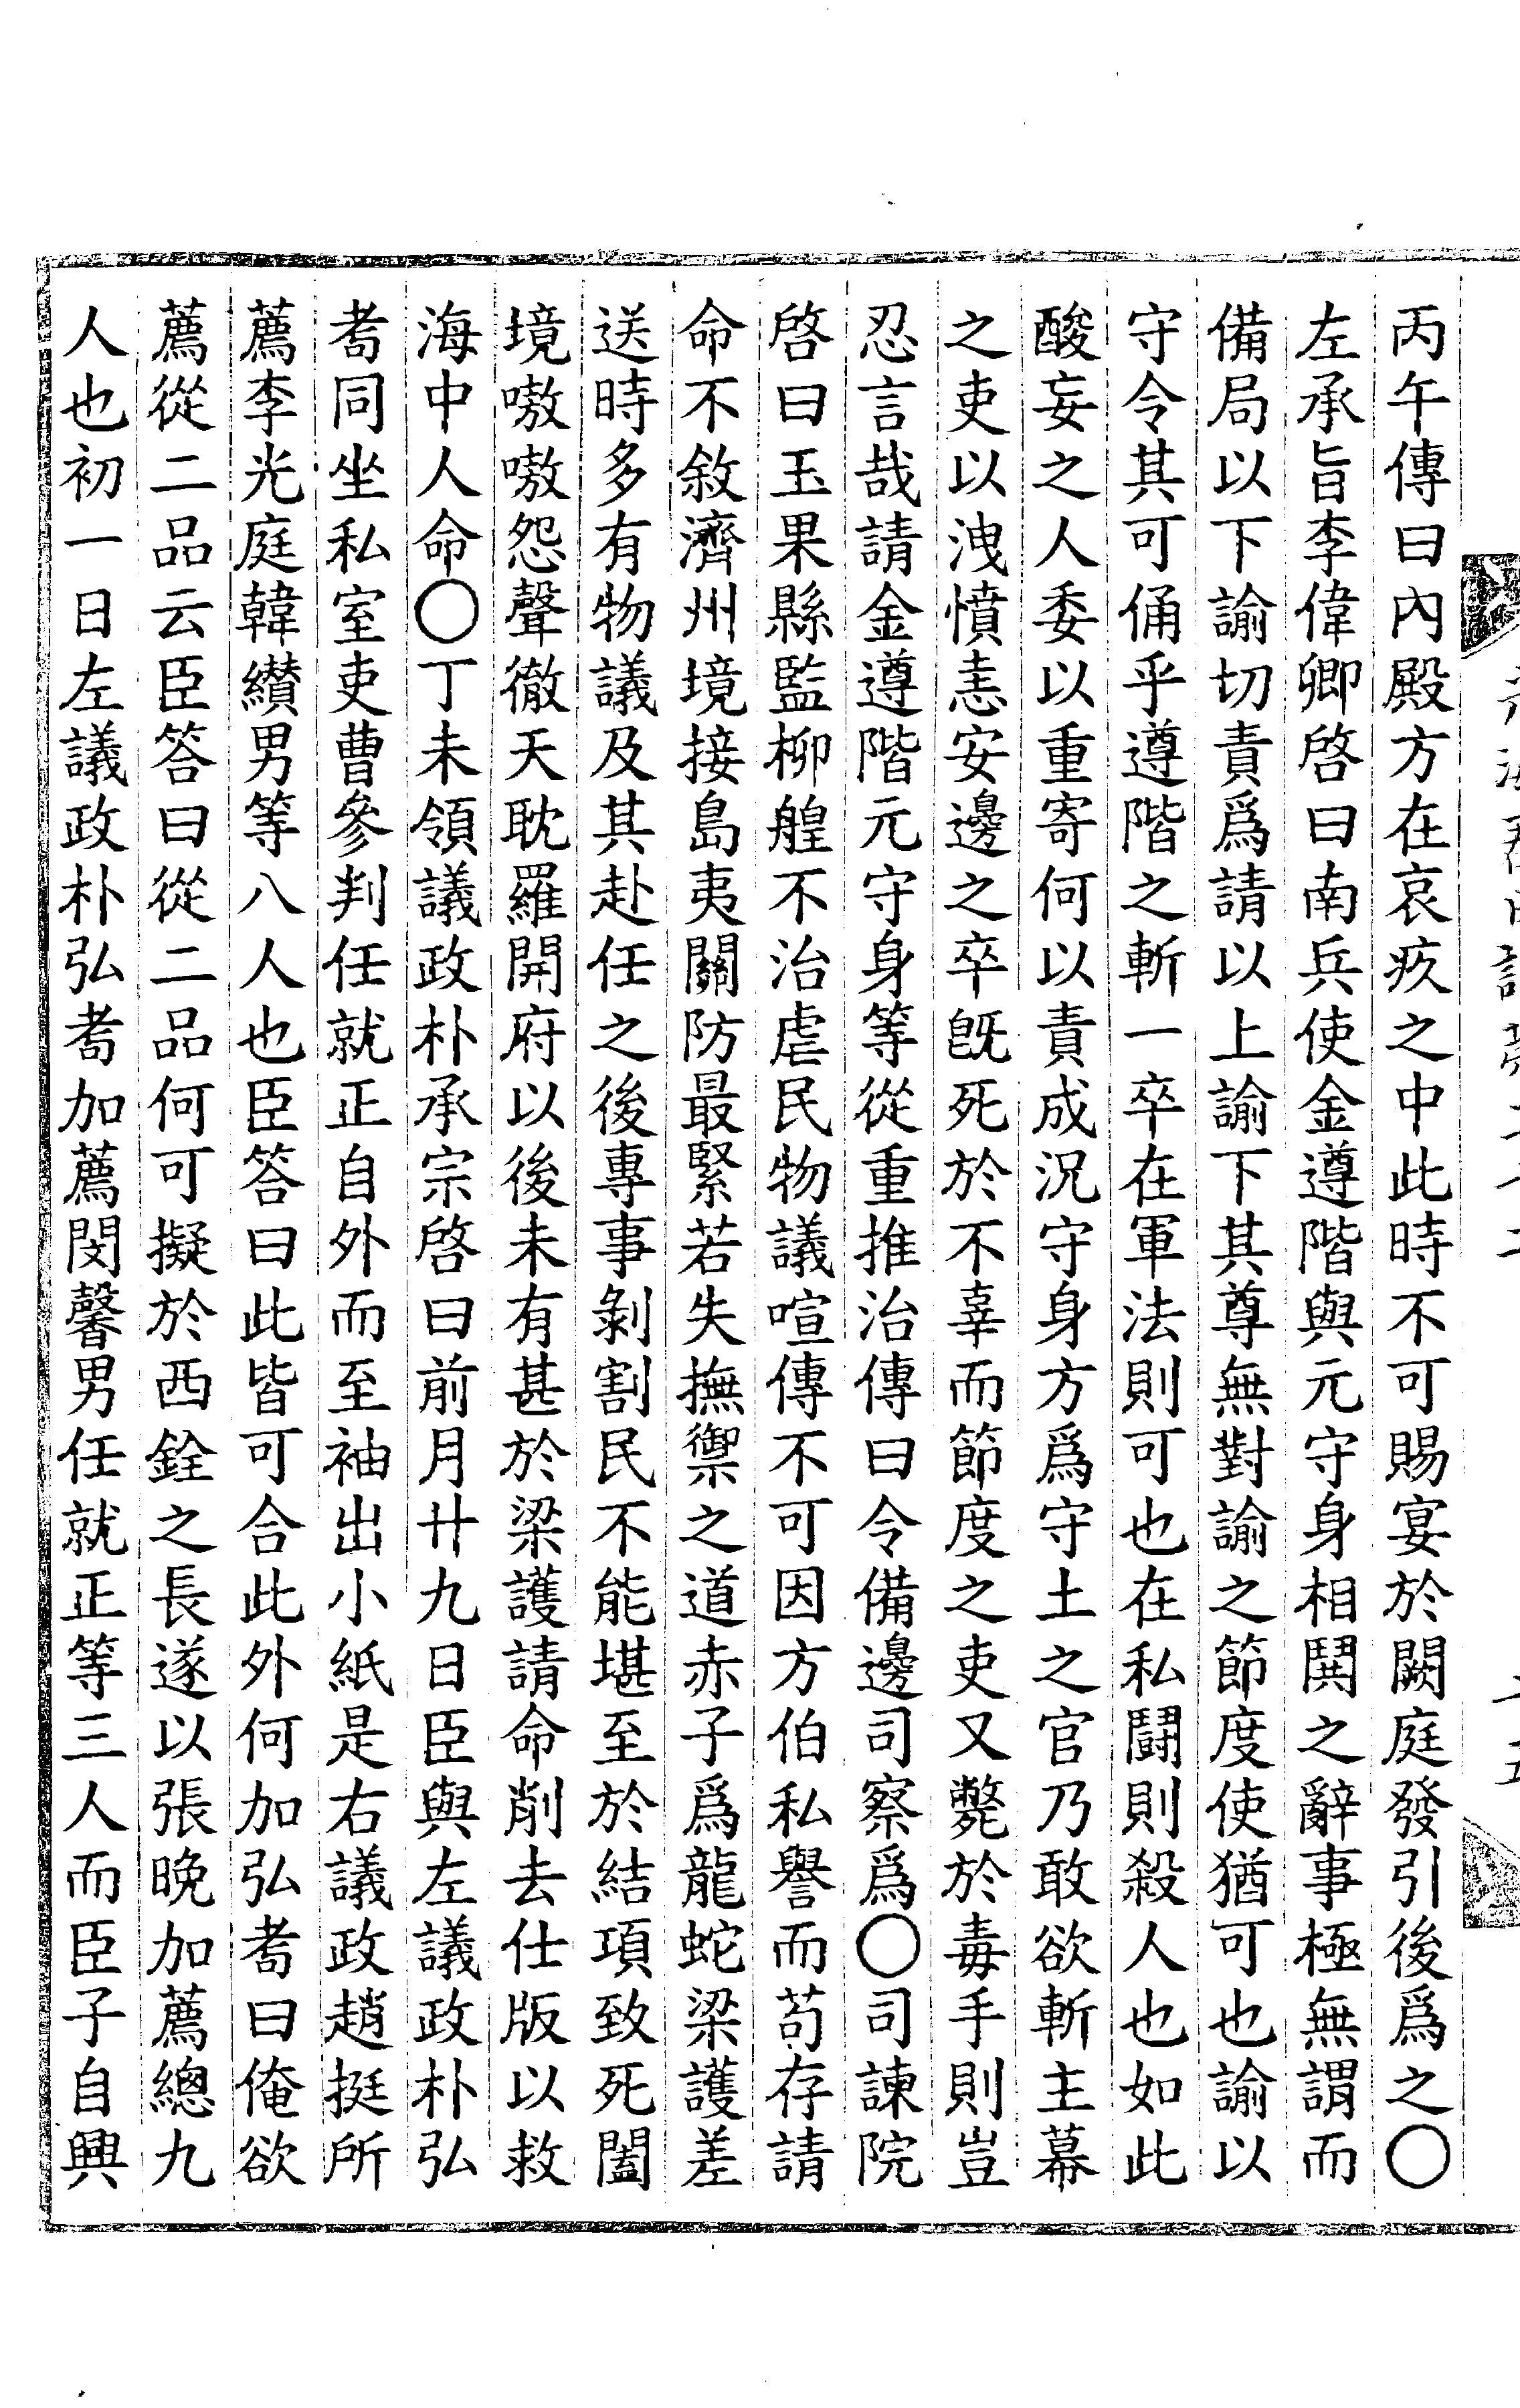 丙午傳曰內殿方在哀疚之中此時不可賜宴於闕庭發引後爲之〇
左承旨李偉卿啓曰南兵使金遵階與元守身相鬨之辭事極無謂而
備局以下諭切責爲請以上諭下其尊無對諭之節度使猶可也諭以
守令其可俑乎遵階之斬一卒在軍法則可也在私鬪則殺人也如此
酸妄之人委以重寄何以責成況守身方爲守土之官乃敢欲斬主幕
之吏以洩憤恚安邊之卒旣死於不辜而節度之吏又斃於毒手則豈
忍言哉請金遵階元守身等從重推治傳曰令備邊司察爲〇司諫院
啓曰玉果縣監柳艎不治虐民物議喧傳不可因方伯私譽而苟存請
命不敘濟州境接島夷關防最緊若失撫禦之道赤子爲龍蛇梁護差
送時多有物議及其赴任之後專事剝割民不能堪至於結項致死闔
境嗷嗷怨聲徹天耽羅開府以後未有甚於梁護請命削去仕版以救
海中人命〇丁未領議政朴承宗啓曰前月廿九日臣與左議政朴弘
耉同坐私室吏曹參判任就正自外而至袖出小紙是右議政趙挺所
薦李光庭韓纘男等八人也臣答曰此皆可合此外何加弘耉曰俺欲
薦從二品云臣答曰從二品何可擬於西銓之長遂以張晚加薦總九
人也初一日左議政朴弘耉加薦閔馨男任就正等三人而臣子自興